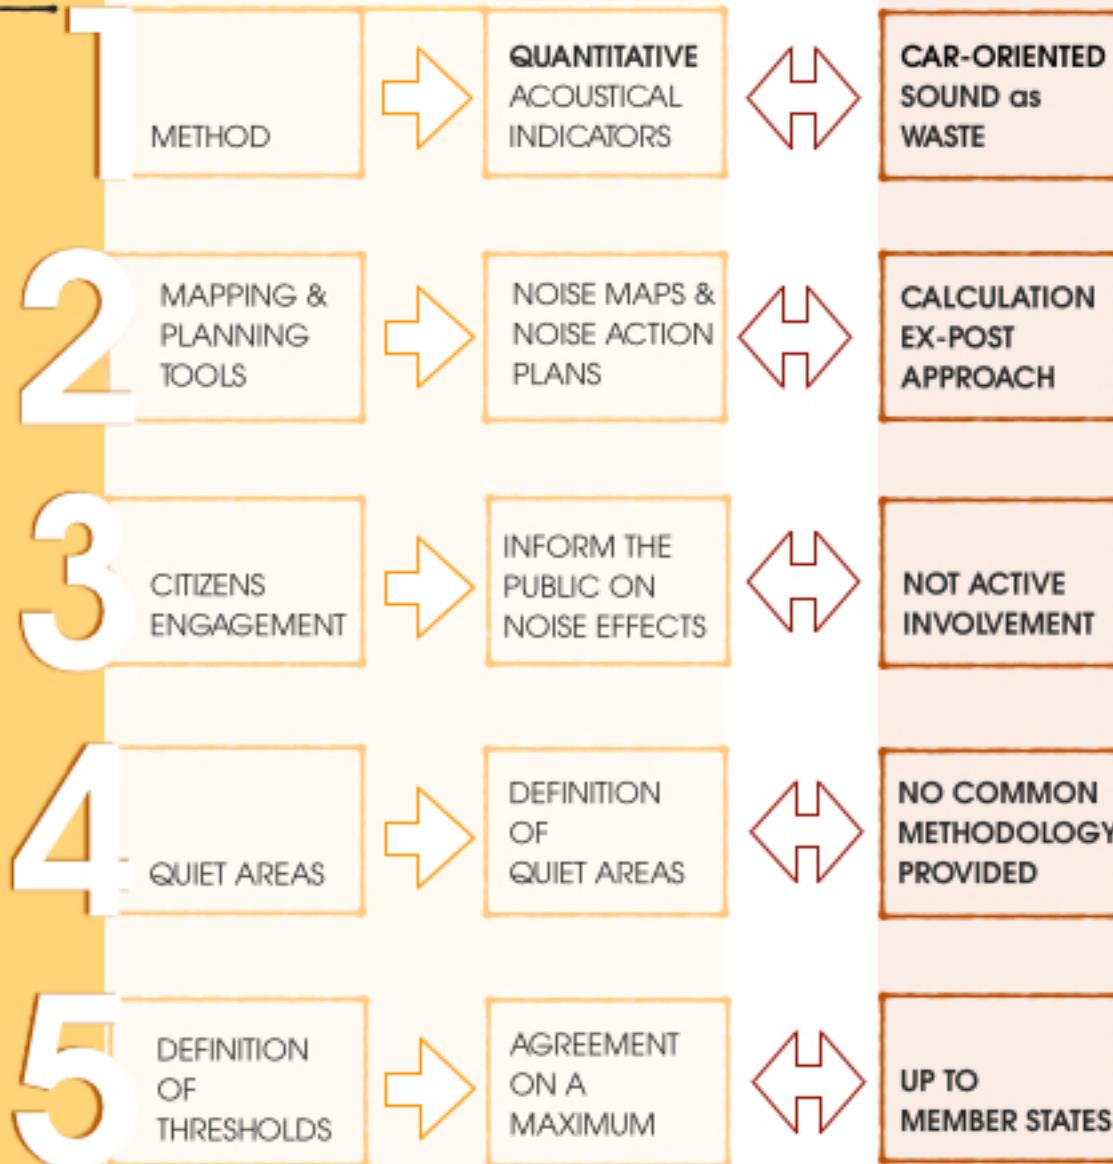 1
METHOD
QUANTITATIVE
ACOUSTICAL
INDICATORS
CAR-ORIENTED
SOUND as
WASTE
2
MAPPING &
PLANNING
TOOLS
NOISE MAPS &
NOISE ACTION
PLANS
CALCULATION
EX-POST
APPROACH
3
CITIZENS
ENGAGEMENT
INFORM THE
PUBLIC ON
NOISE EFFECTS
NOT ACTIVE
INVOLVEMENT
4
QUIET AREAS
DEFINITION
OF
QUIET AREAS
NO COMMON
METHODOLOGY
PROVIDED
5
DEFINITION
OF
THRESHOLDS
AGREEMENT
ON A
MAXIMUM
UP TO
MEMBER STATES